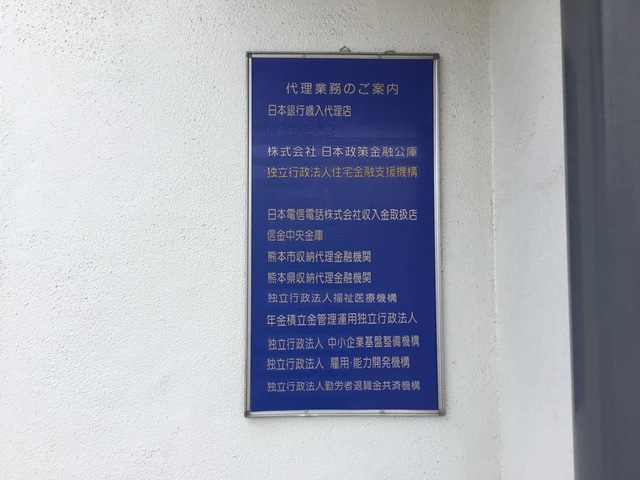 代理業務のご案内
日本銀行歳入代理店
株式会社 日本政策金融公庫
独立行政法人住宅金融支援機構
日本電信電話株式会社収入金取扱店
信金中央金庫
熊本市収納代理金融機関
熊本県収納代理金融機関
独立行政法人福祉医療機構
年金積立金管理運用独立行政法人
独立行政法人 中小企業基盤整備機構
独立行政法人 雇用・能力開発機構
独立行政法人勤労者退職金共済機構